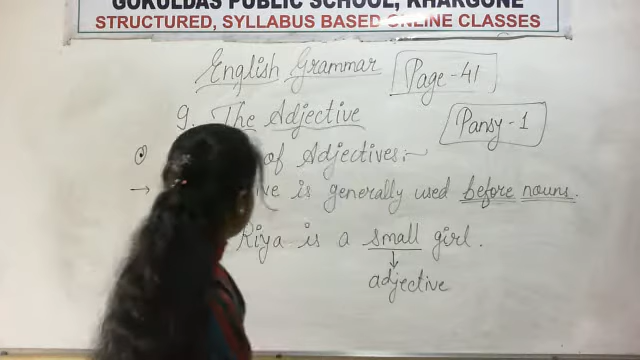 GOKULDAS PUBLIC SCHOOL, KHARGONE
STRUCTURED, SYLLABUS BASED ONLINE CLASSES
English Grammar
Page-41
9. The Adjective
Pansy-1
of Adjectives:-
→ is generally used before nouns.
Riya is a small girl.
↓
adjective